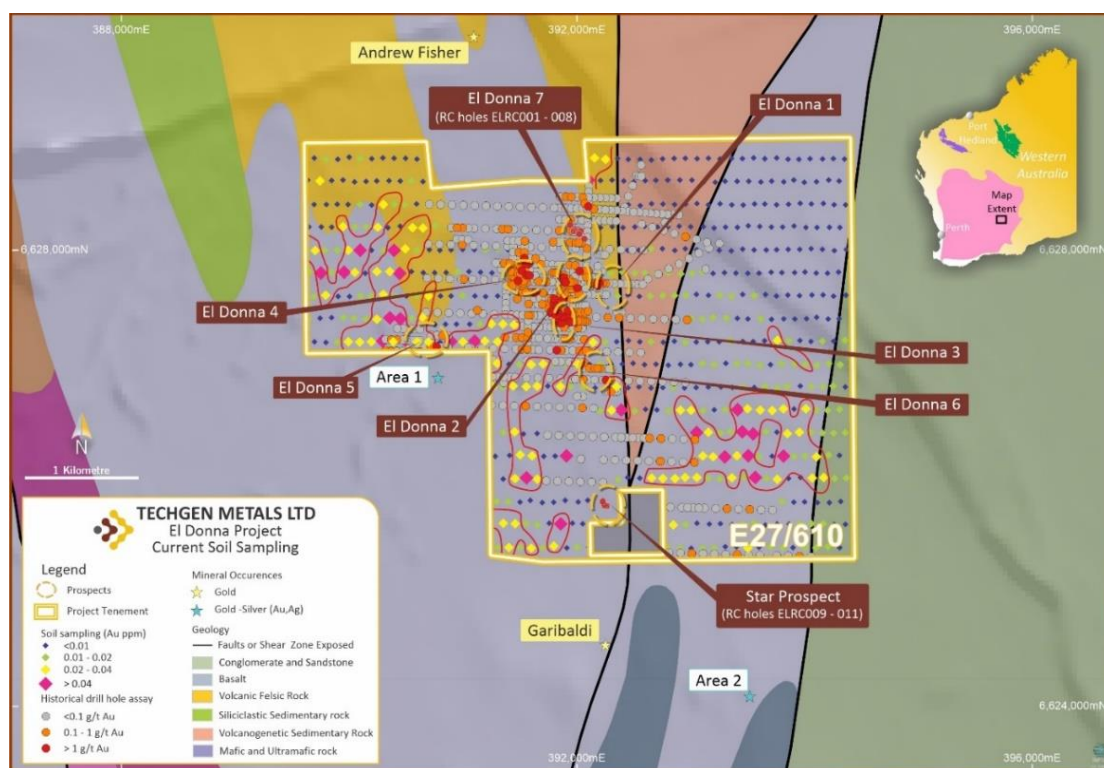 388,000mE
392,000mE
396,000mE
Andrew Fisher
El Donna 7
(RC holes ELRC001 - 008)
El Donna 1
Port
Hedland
Western
Australia
Map
Extent
Perth
6,628,000mN
6,628,000mN
El Donna 4
El Donna 3
El Donna 5
Area 1
El Donna 2
El Donna 6
N
1 Kilometre
E27/610
TECHGEN METALS LTD
El Donna Project
Current Soil Sampling
Legend
Prospects
Project Tenement
Soil sampling (Au ppm)
<0.01
0.01 - 0.02
0.02 - 0.04
> 0.04
Historical drill hole assay
<0.1 g/t Au
0.1 - 1 g/t Au
> 1 g/t Au
Mineral Occurences
Gold
Gold -Silver (Au,Ag)
Geology
Faults or Shear Zone Exposed
Conglomerate and Sandstone
Basalt
Volcanic Felsic Rock
Siliciclastic Sedimentary rock
Volcanogenetic Sedimentary Rock
Mafic and Ultramafic rock
Star Prospect
(RC holes ELRC009 - 011)
Garibaldi
Area 2
6,624,000mN
392,000mE
396,000mE